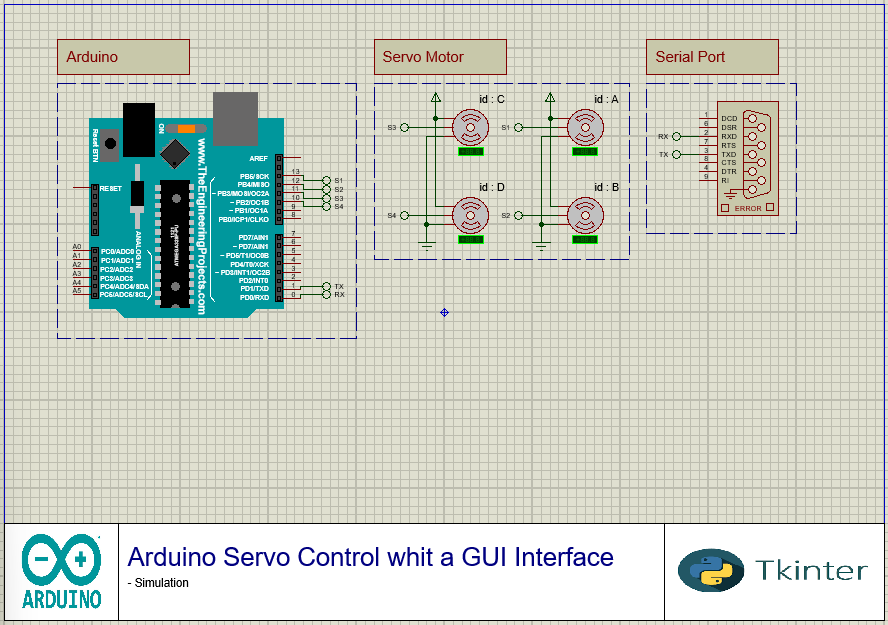 Arduino
Servo Motor
Serial Port
Reset BTN
ON
www.TheEngineeringProjects.com
RESET
AREF
13
PB5/SCK
12
PB4/MISO
11
~ PB3/MOSI/OC2A
10
~ PB2/OC1B
9
~ PB1/OC1A
8
PB0/ICP1/CLKO
S1
S2
S3
S4
ANALOG IN
A0
PC0/ADC0
A1
PC1/ADC1
A2
PC2/ADC2
A3
PC3/ADC3
A4
PC4/ADC4/SDA
A5
PC5/ADC5/SCL
7
PD7/AIN1
6
~ PD7/AIN1
5
~ PD6/T1/OC0B
4
PD4/T0/XCK
3
~ PD3/INT1/OC2B
2
PD2/INT0
1
PD1/TXD
0
PD0/RXD
TX
RX
id : C
S3
id : A
S1
id : D
S4
id : B
S2
RX
TX
1
DCD
6
DSR
2
RXD
7
RTS
3
TXD
8
CTS
4
DTR
9
RI
ERROR
ARDUINO
Arduino Servo Control whit a GUI Interface
- Simulation
Tkinter